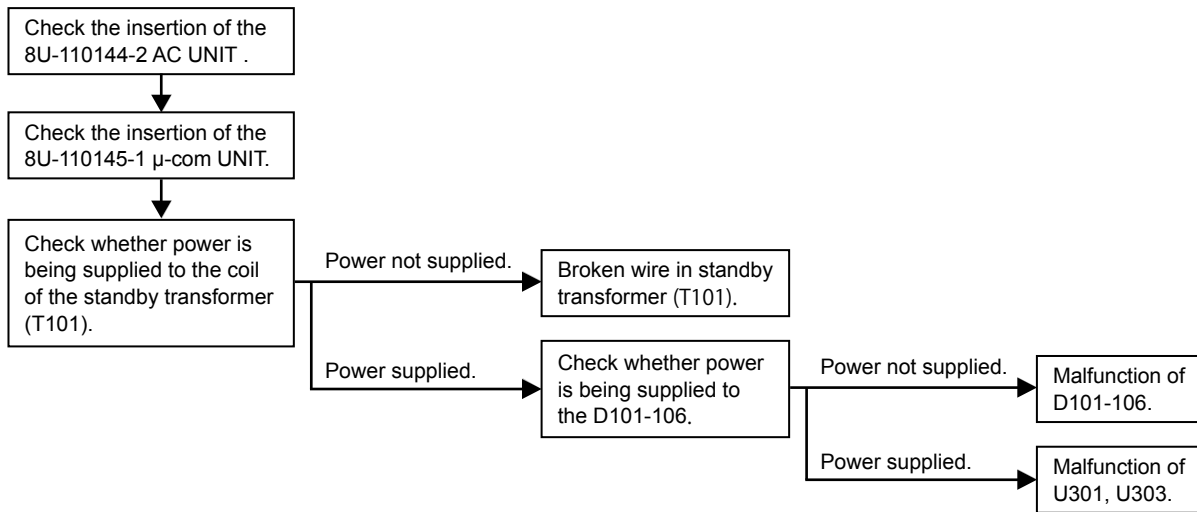 Check the insertion of the
8U-110144-2 AC UNIT .
Check the insertion of the
8U-110145-1 μ-com UNIT.
Check whether power is
being supplied to the coil
of the standby transformer
(T101).
Power not supplied.
Broken wire in standby
transformer (T101).
Power supplied.
Check whether power
is being supplied to
the D101-106.
Power not supplied.
Malfunction of
D101-106.
Power supplied.
Malfunction of
U301, U303.